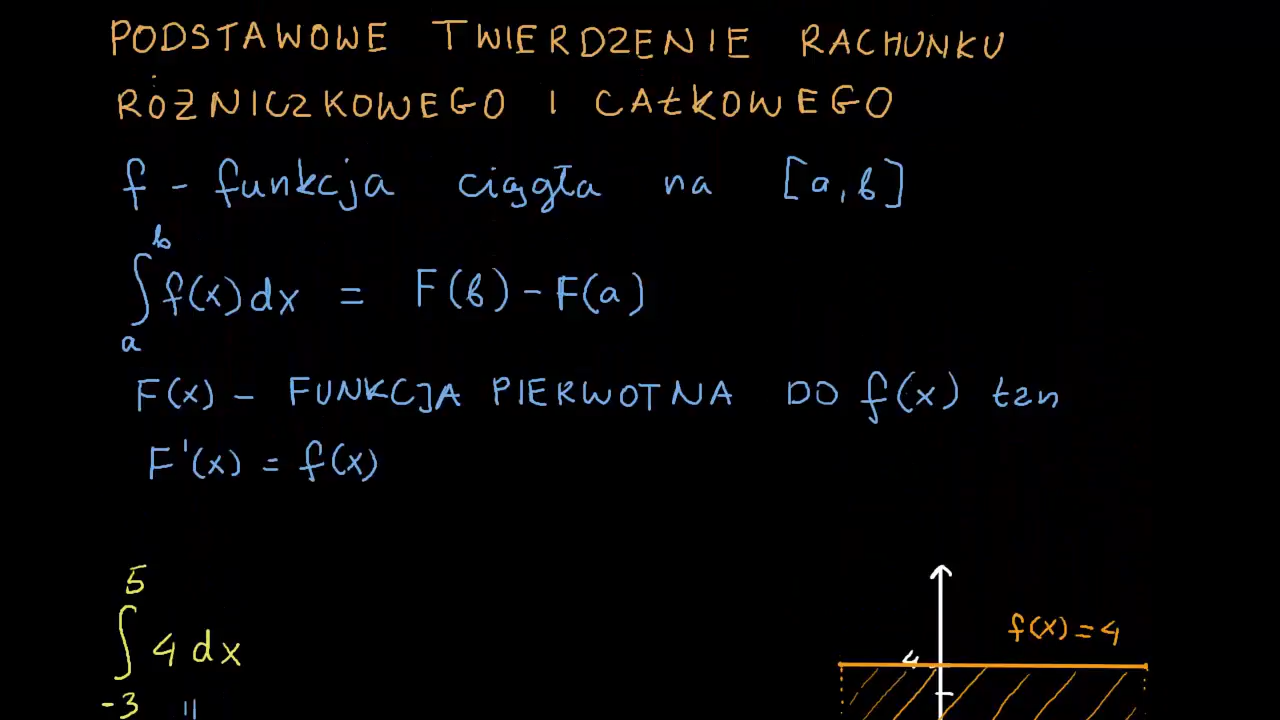 PODSTAWOWE TWIERDZENIE RACHUNKU
RÓŻNICZKOWEGO I CAŁKOWEGO
f - funkcja ciągła na [a,b]
∫_a^b f(x)dx = F(b) - F(a)
F(x) - FUNKCJA PIERWOTNA DO f(x) tzn
F'(x) = f(x)
∫_{-3}^5 4 dx
f(x) = 4
4